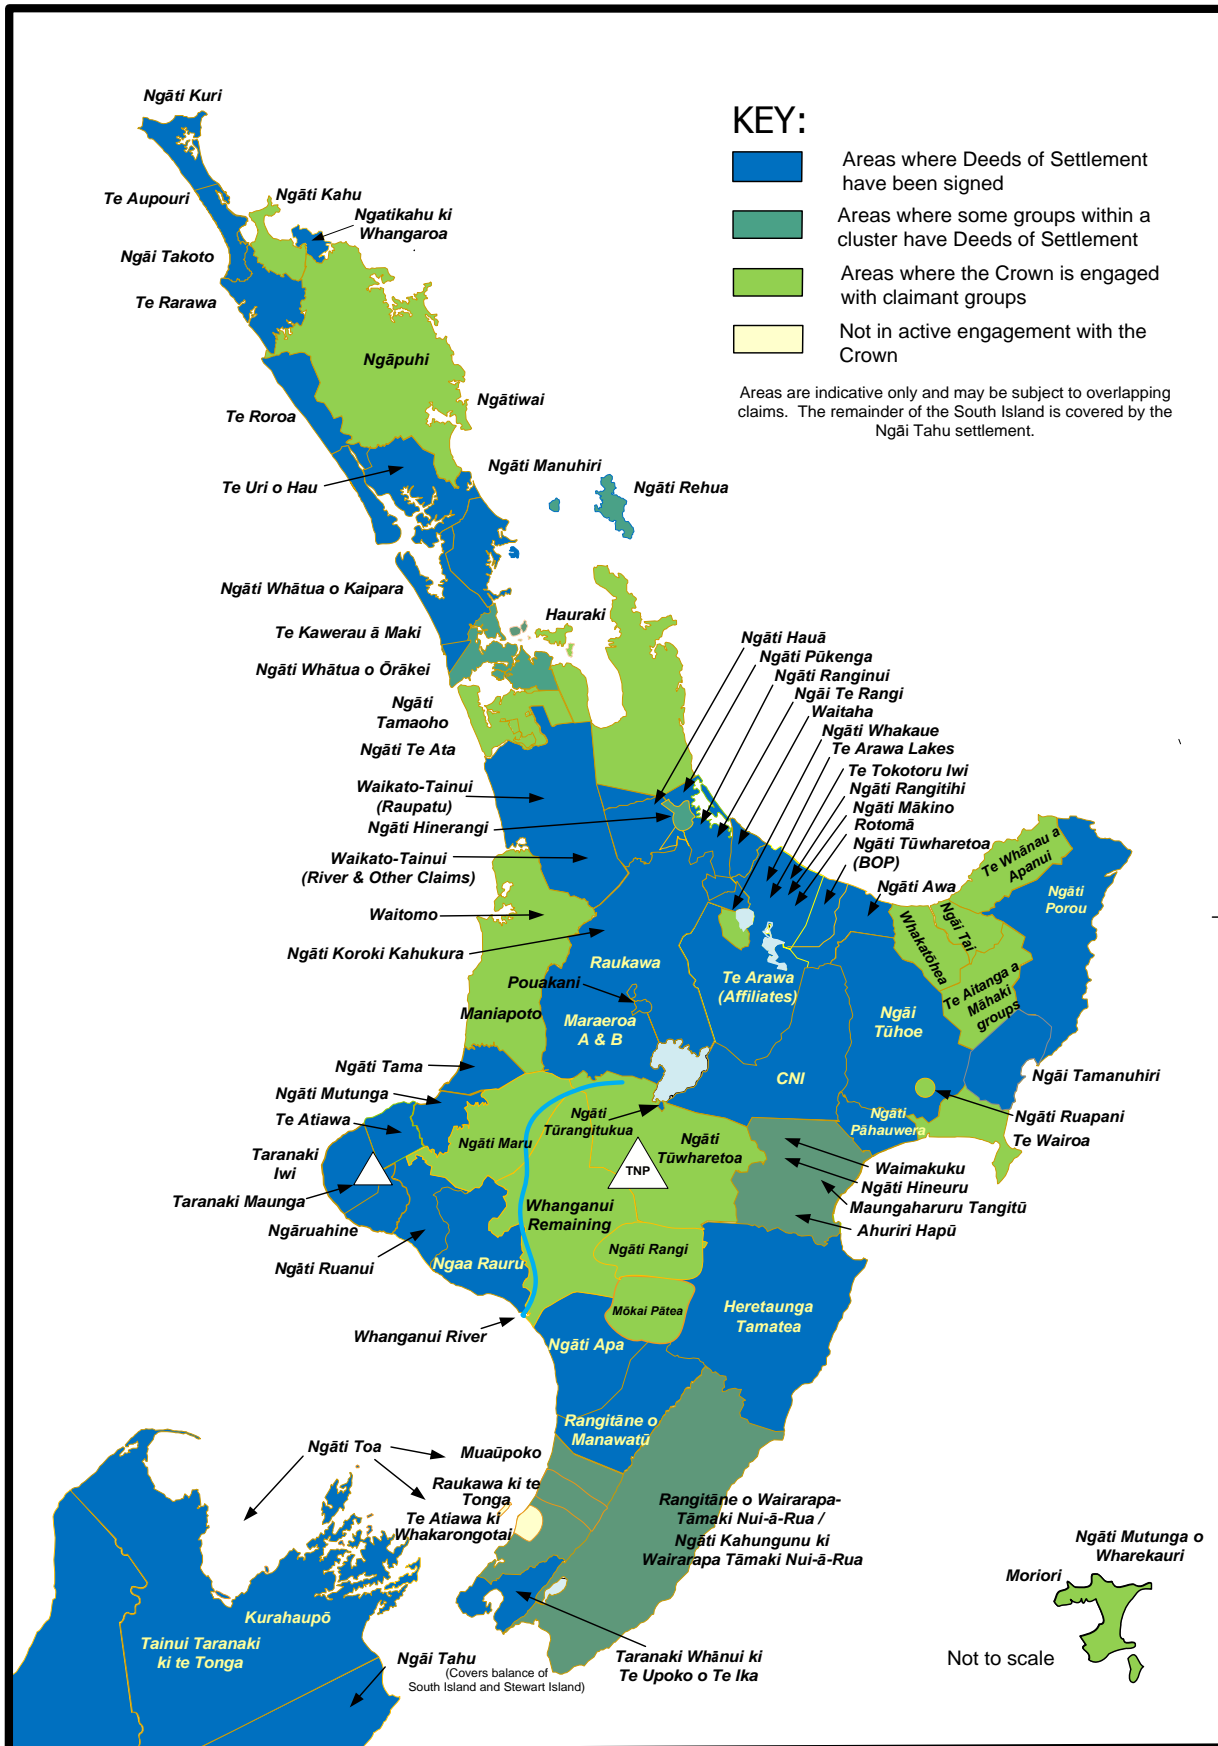 KEY:
Areas where Deeds of Settlement
have been signed
Areas where some groups within a
cluster have Deeds of Settlement
Areas where the Crown is engaged
with claimant groups
Not in active engagement with the
Crown
Areas are indicative only and may be subject to overlapping
claims. The remainder of the South Island is covered by the
Ngāi Tahu settlement.
Ngāti Kuri
Te Aupouri
Ngāti Kahu
Ngatikahu ki
Whangaroa
Ngāi Takoto
Te Rarawa
Ngāpuhi
Ngātiwai
Te Roroa
Ngāti Manuhiri
Te Uri o Hau
Ngāti Rehua
Ngāti Whātua o Kaipara
Hauraki
Te Kawerau ā Maki
Ngāti Whātua o Ōrākei
Ngāti
Tamaoho
Ngāti Te Ata
Ngāti Hauā
Ngāti Pūkenga
Ngāti Ranginui
Ngāi Te Rangi
Waitaha
Ngāti Whakaue
Te Arawa Lakes
Te Tokotoru Iwi
Ngāti Rangitihi
Ngāti Mākino
Rotomā
Ngāti Tūwharetoa
(BOP)
Ngāti Awa
Waikato-Tainui
(Raupatu)
Ngāti Hinerangi
Waikato-Tainui
(River & Other Claims)
Waitomo
Ngāti Koroki Kahukura
Pouakani
Raukawa
Te Arawa
(Affiliates)
Maniapoto
Maraeroa
A & B
Te Whānau a
Apanui
Ngāti
Porou
Ngāi Tai
Whakatōhea
Te Aitanga a
Māhaki
groups
Ngāi
Tūhoe
CNI
Ngāi Tamanuhiri
Ngāti Ruapani
Ngāti
Pāhauwera
Te Wairoa
Ngāti Tama
Ngāti Mutunga
Te Atiawa
Taranaki
Iwi
Taranaki Maunga
Ngāruahine
Ngāti Ruanui
Ngāti Maru
Ngāti
Tūrangitukua
Ngāti
Tūwharetoa
TNP
Whanganui
Remaining
Waimakuku
Ngāti Hineuru
Maungaharuru Tangitū
Ahuriri Hapū
Ngaa Rauru
Ngāti Rangi
Mōkai Pātea
Heretaunga
Tamatea
Whanganui River
Ngāti Apa
Rangitāne o
Manawatū
Ngāti Toa
Muaūpoko
Raukawa ki te
Tonga
Te Atiawa ki
Whakarongotai
Rangitāne o Wairarapa-
Tāmaki Nui-ā-Rua /
Ngāti Kahungunu ki
Wairarapa Tāmaki Nui-ā-Rua
Taranaki Whānui ki
Te Upoko o Te Ika
Kurahaupō
Tainui Taranaki
ki te Tonga
Ngāi Tahu
(Covers balance of
South Island and Stewart Island)
Ngāti Mutunga o
Wharekauri
Moriori
Not to scale